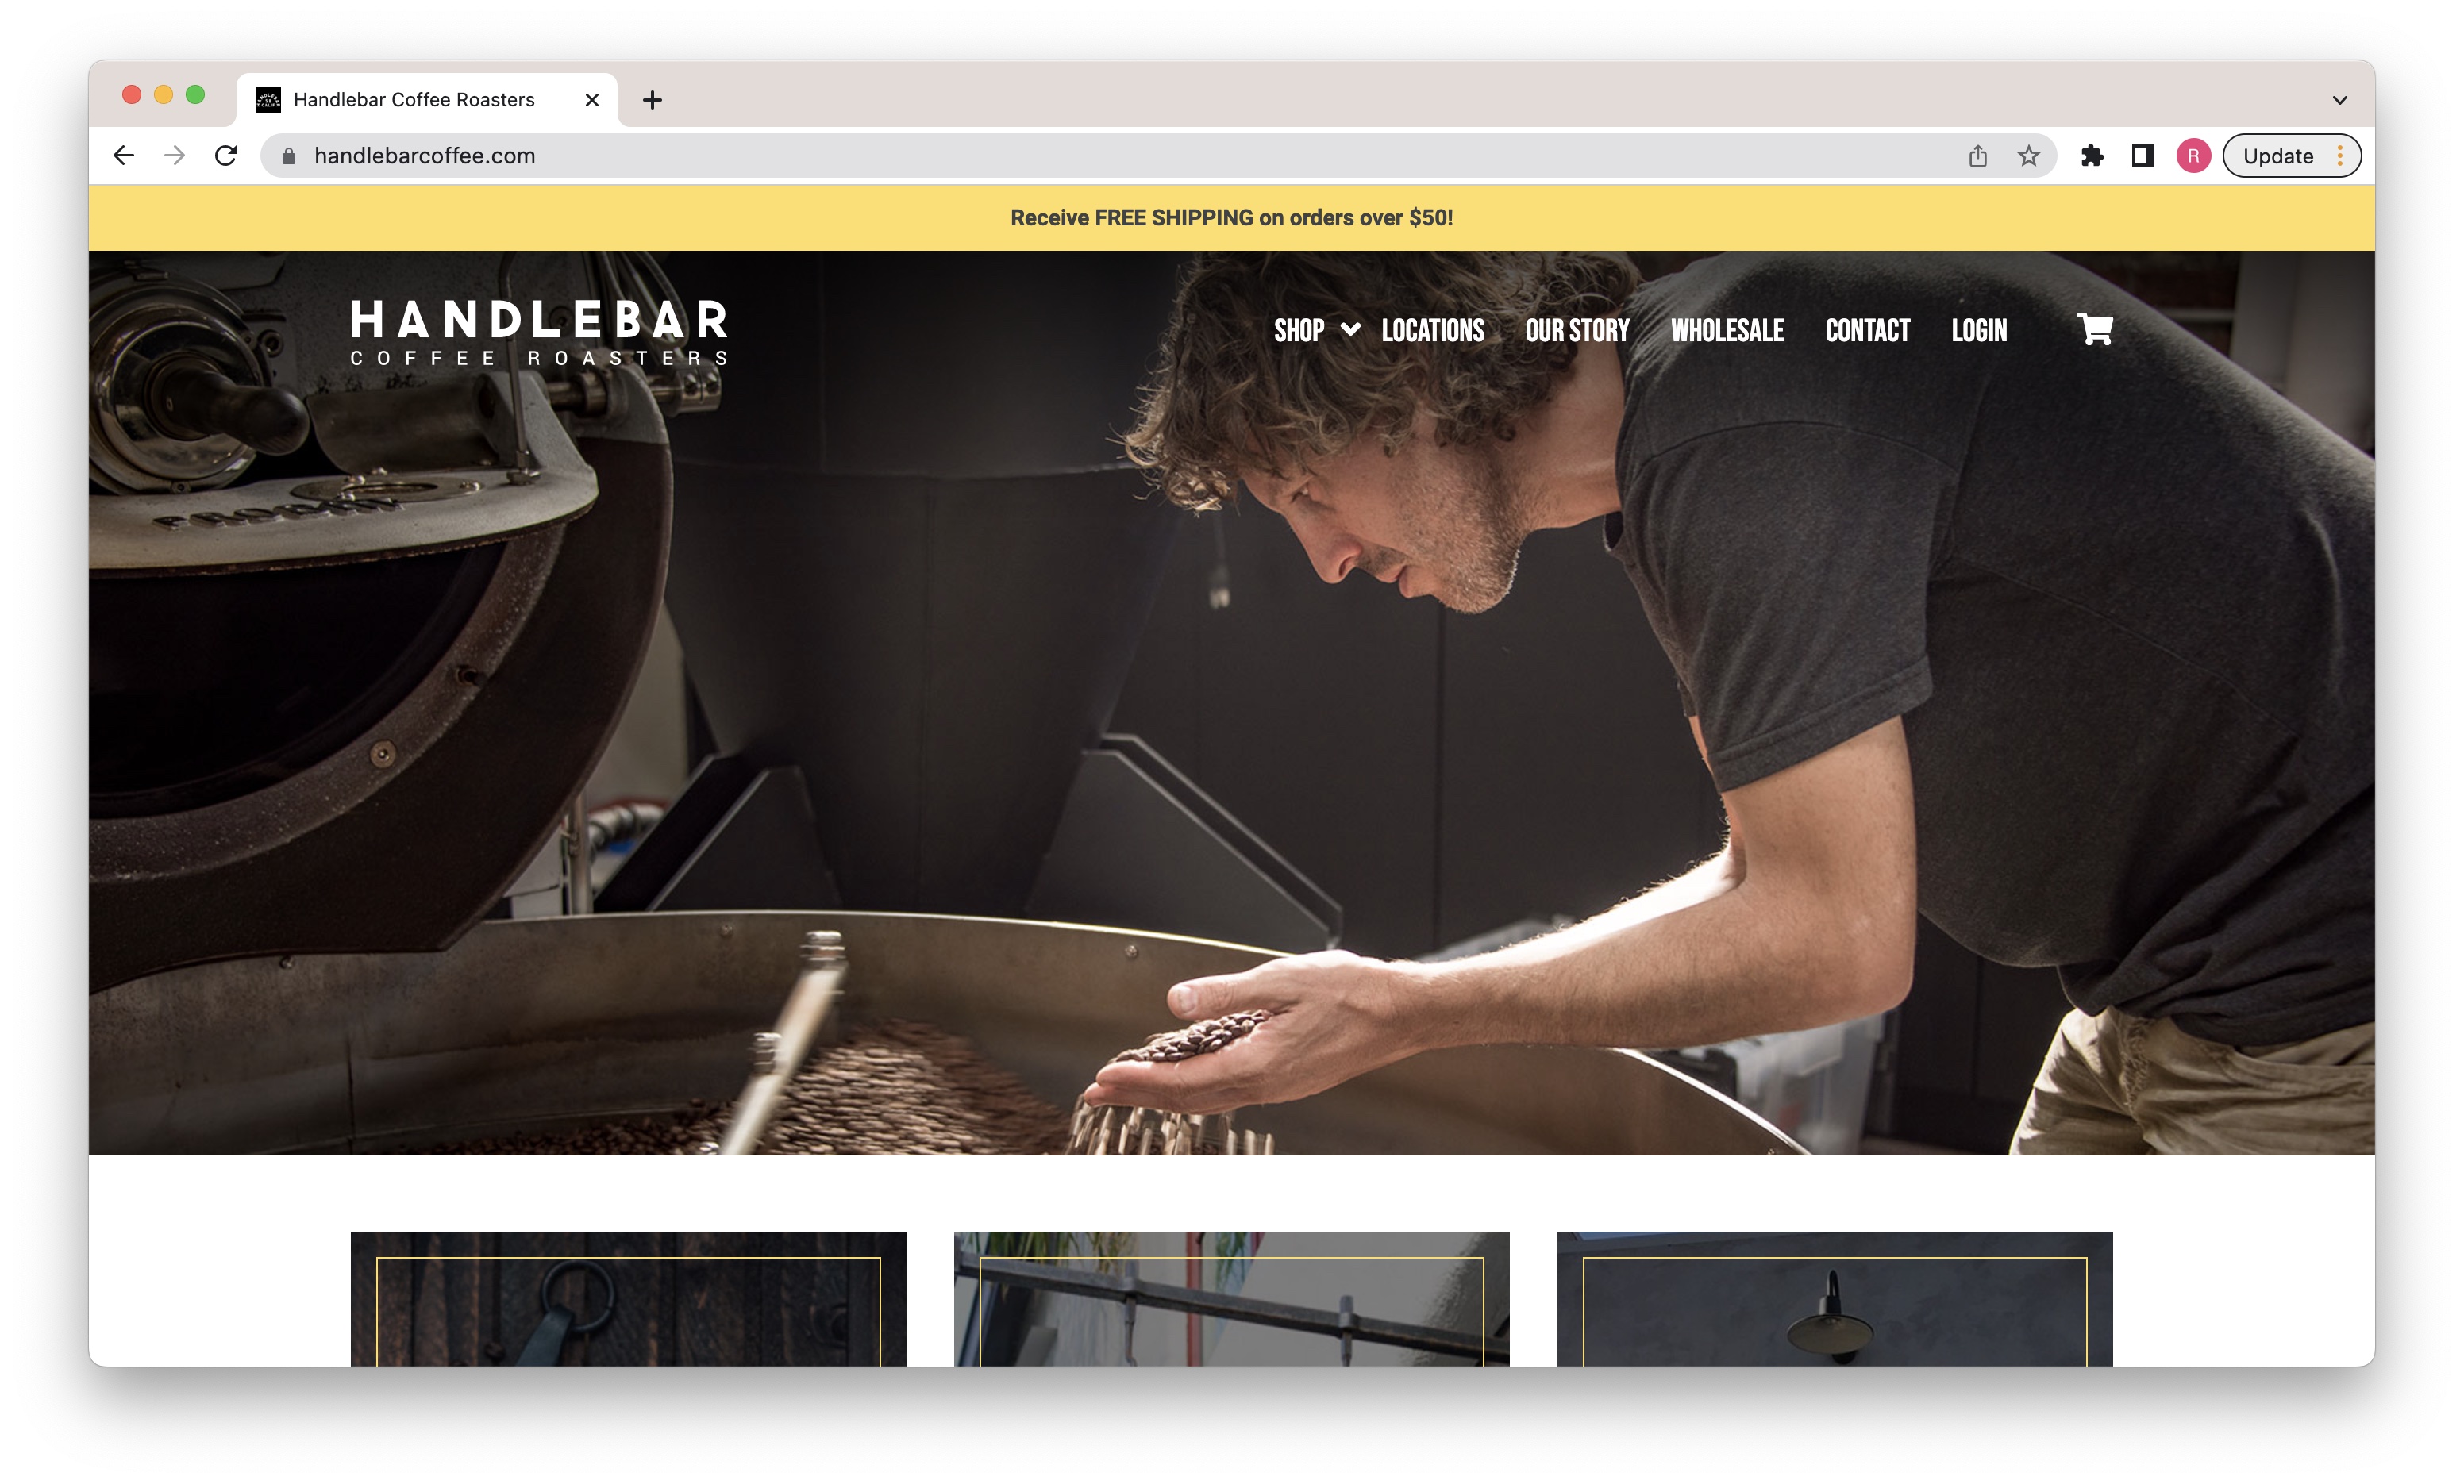 Handlebar Coffee Roasters
handlebarcoffee.com
R
Update
Receive FREE SHIPPING on orders over $50!
HANDLEBAR
COFFEE ROASTERS
SHOP LOCATIONS OUR STORY WHOLESALE CONTACT LOGIN